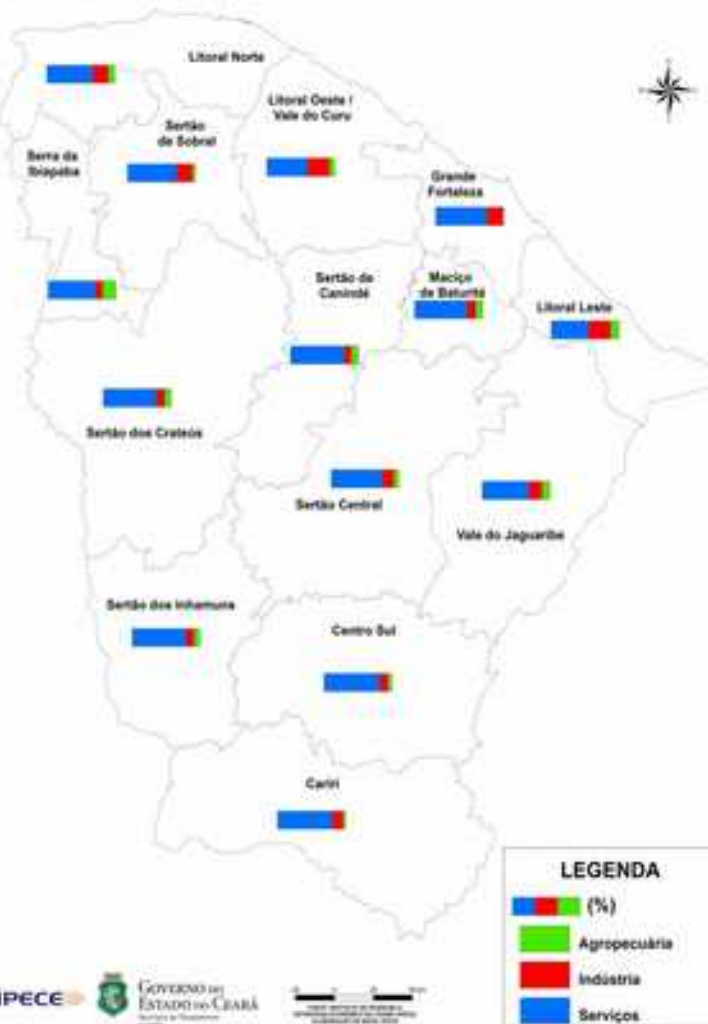 Litoral Norte
Litoral Oeste /
Vale do Curu
Sertão
de Sobral
Serra da
Ibiapaba
Grande
Fortaleza
Sertão de
Canindé
Maciço
de Baturité
Litoral Leste
Sertão dos Crateús
Sertão Central
Vale do Jaguaribe
Sertão dos Inhamuns
Centro Sul
Cariri
LEGENDA
(%)
Agropecuária
Indústria
Serviços
IPECE
GOVERNO DO
ESTADO DO CEARÁ